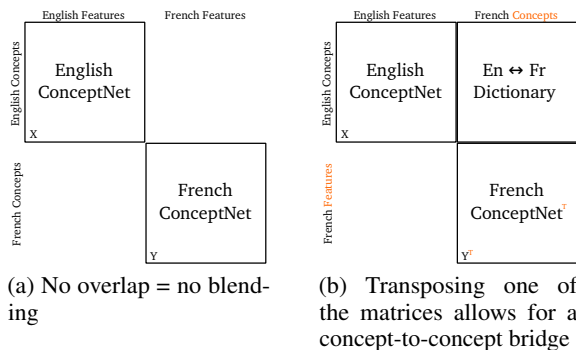 English Features French Features
English Concepts
English
ConceptNet
X
French Concepts
French
ConceptNet
Y
(a) No overlap = no blend-
ing
English Features French Concepts
English Concepts
English
ConceptNet
X
En ↔ Fr
Dictionary
French Features
French
ConceptNetᵀ
Yᵀ
(b) Transposing one of
the matrices allows for a
concept-to-concept bridge